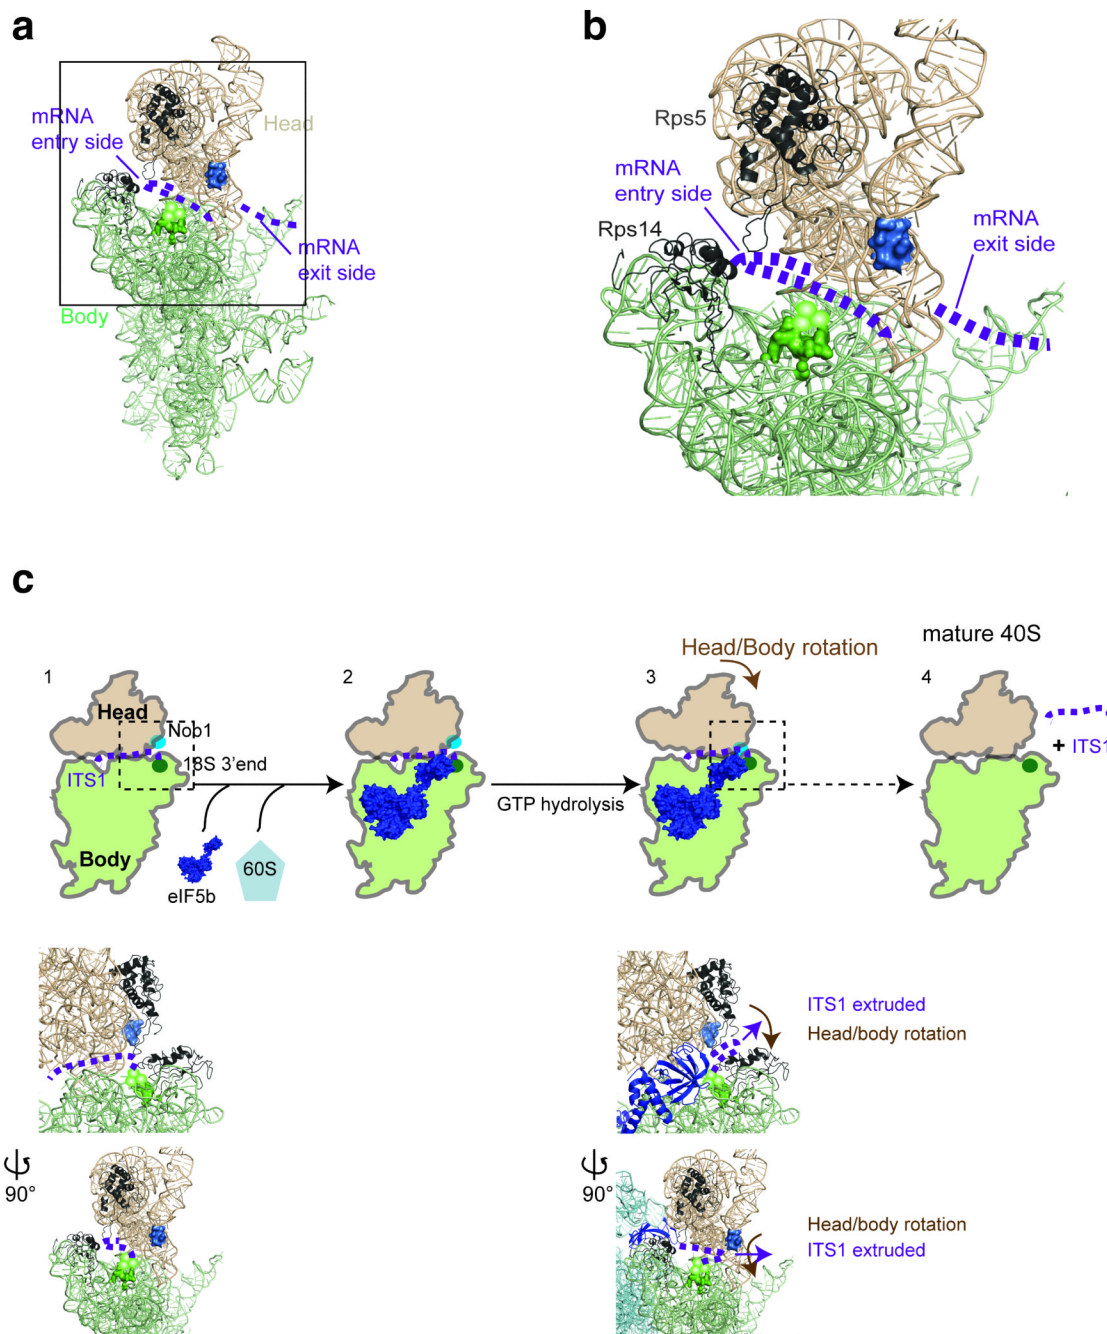 a
mRNA
entry side
Head
mRNA
exit side
Body
b
Rps5
mRNA
entry side
Rps14
mRNA
exit side
c
1
Head
Nob1
ITS1
18S 3'end
Body
eIF5b
60S
2
GTP hydrolysis
Head/Body rotation
3
mature 40S
4
+ ITS1
ITS1 extruded
Head/body rotation
90°
90°
Head/body rotation
ITS1 extruded